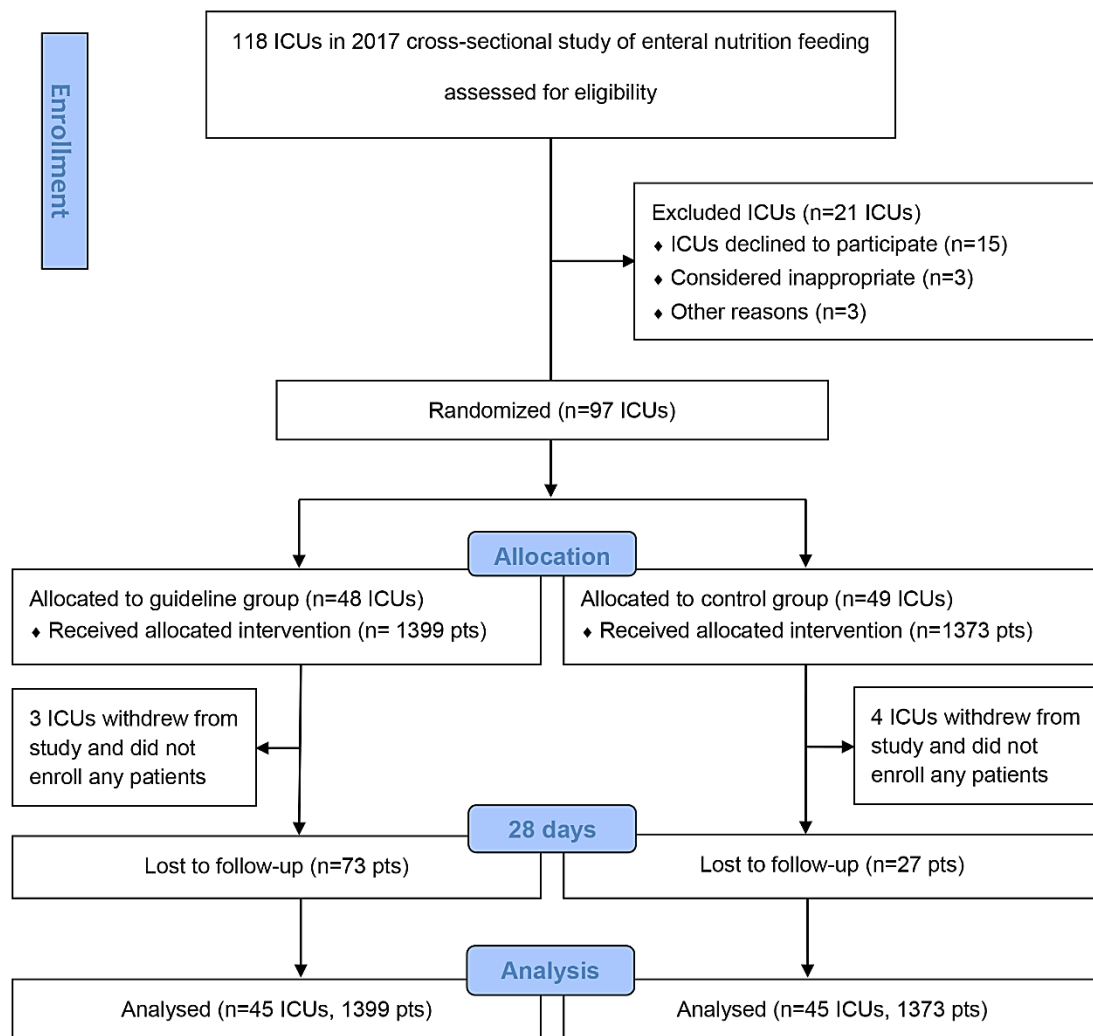 118 ICUs in 2017 cross-sectional study of enteral nutrition feeding
assessed for eligibility
Enrollment
Excluded ICUs (n=21 ICUs)
♦ ICUs declined to participate (n=15)
♦ Considered inappropriate (n=3)
♦ Other reasons (n=3)
Randomized (n=97 ICUs)
Allocation
Allocated to guideline group (n=48 ICUs)
♦ Received allocated intervention (n= 1399 pts)
Allocated to control group (n=49 ICUs)
♦ Received allocated intervention (n=1373 pts)
3 ICUs withdrew from
study and did not
enroll any patients
4 ICUs withdrew from
study and did not
enroll any patients
28 days
Lost to follow-up (n=73 pts)
Lost to follow-up (n=27 pts)
Analysis
Analysed (n=45 ICUs, 1399 pts)
Analysed (n=45 ICUs, 1373 pts)